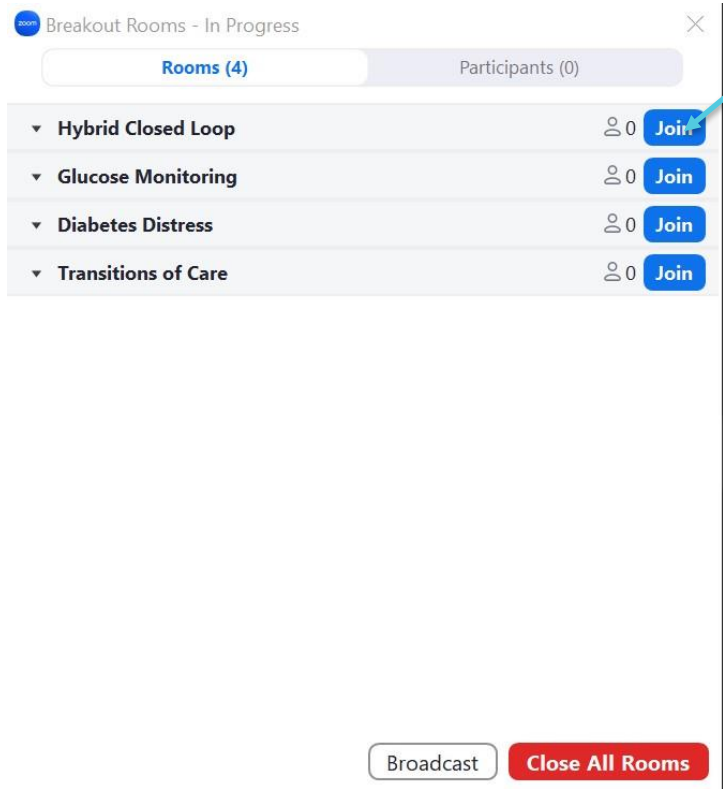 zoom Breakout Rooms - In Progress
Rooms (4) Participants (0)
Hybrid Closed Loop 0 Join
Glucose Monitoring 0 Join
Diabetes Distress 0 Join
Transitions of Care 0 Join
Broadcast Close All Rooms